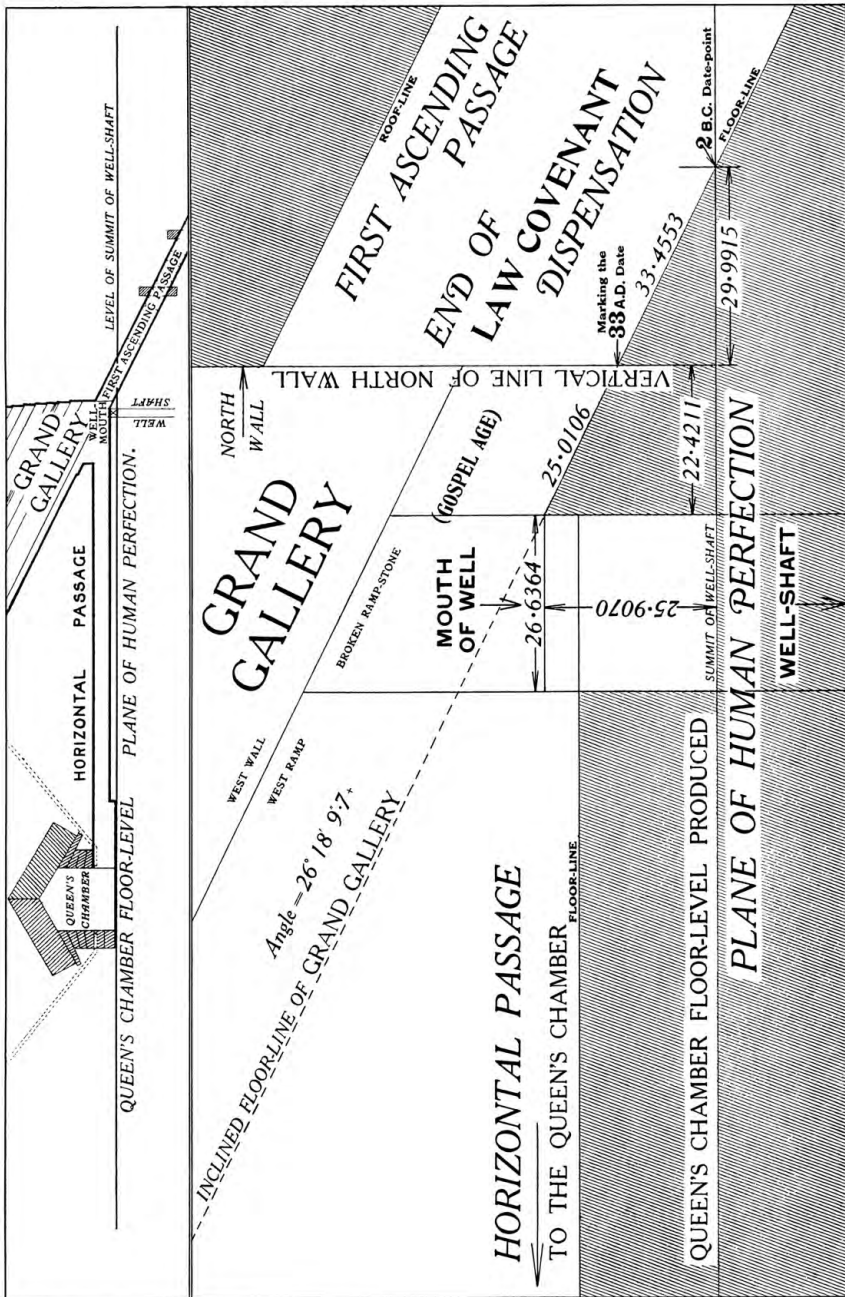 GRAND
GALLERY
WELL-
MOUTH
FIRST ASCENDING PASSAGE
LEVEL OF SUMMIT OF WELL-SHAFT
WELL
SHAFT
HORIZONTAL PASSAGE
QUEEN'S
CHAMBER
QUEEN'S CHAMBER FLOOR-LEVEL PLANE OF HUMAN PERFECTION.
NORTH
WALL
ROOF-LINE
FIRST ASCENDING
PASSAGE
GRAND
GALLERY
VERTICAL LINE OF NORTH WALL
END OF
LAW COVENANT
DISPENSATION
WEST WALL
WEST RAMP
BROKEN RAMP-STONE
(GOSPEL AGE)
Marking the
33 A.D. Date
Angle = 26° 18′ 9″·7+
INCLINED FLOOR-LINE OF GRAND GALLERY
MOUTH
OF WELL
25·0106
33·4553
2 B.C. Date-point
FLOOR-LINE
26·6364
22·4211
29·9915
25·9070
HORIZONTAL PASSAGE
TO THE QUEEN'S CHAMBER
FLOOR-LINE
SUMMIT OF WELL-SHAFT
QUEEN'S CHAMBER FLOOR-LEVEL PRODUCED
PLANE OF HUMAN PERFECTION
WELL-SHAFT